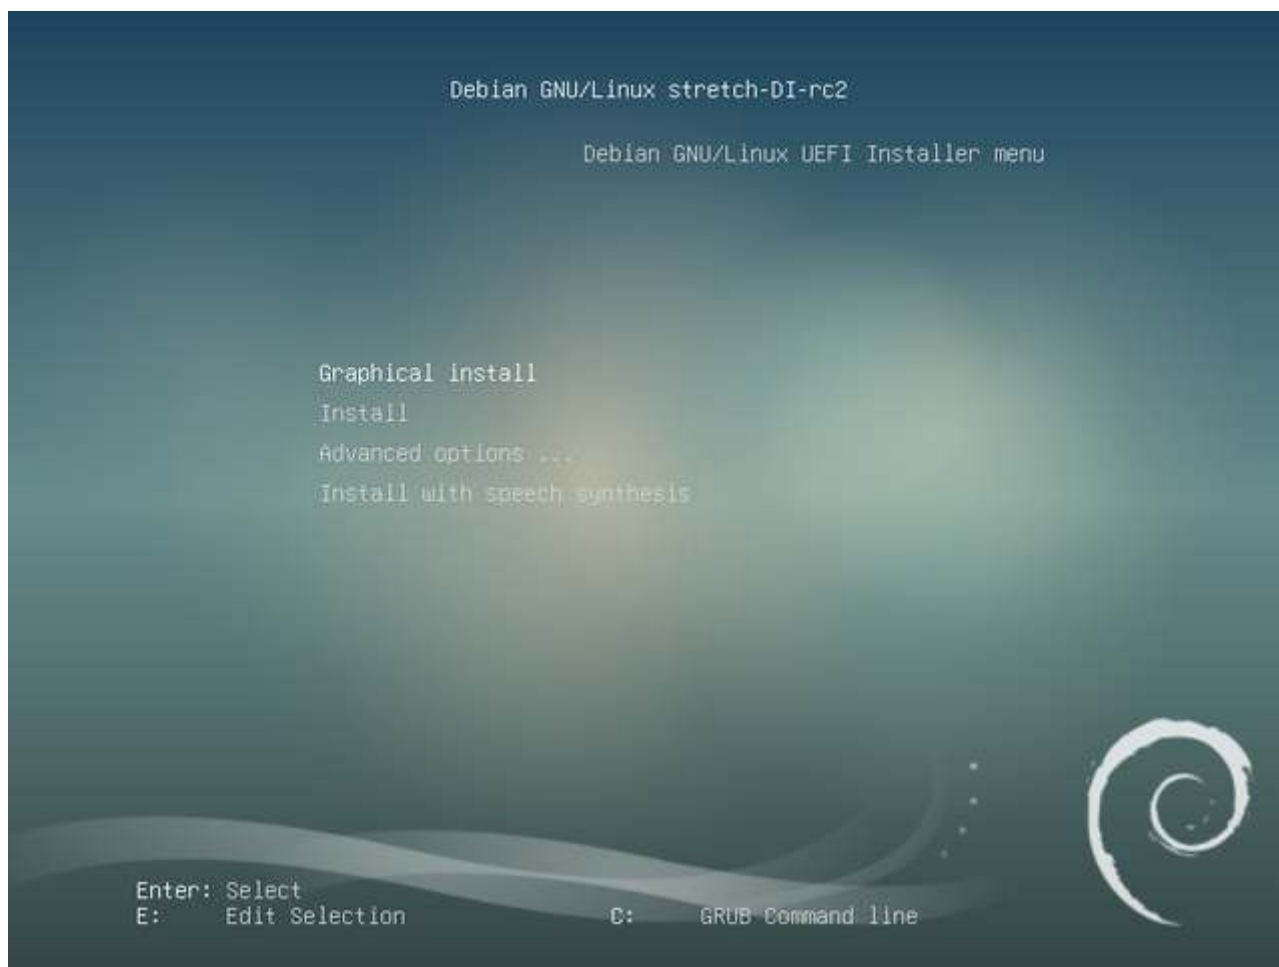 Debian GNU/Linux stretch-DI-rc2
Debian GNU/Linux UEFI Installer menu
Graphical install
Install
Advanced options ...
Install with speech synthesis
Enter: Select
E: Edit Selection C: GRUB Command line